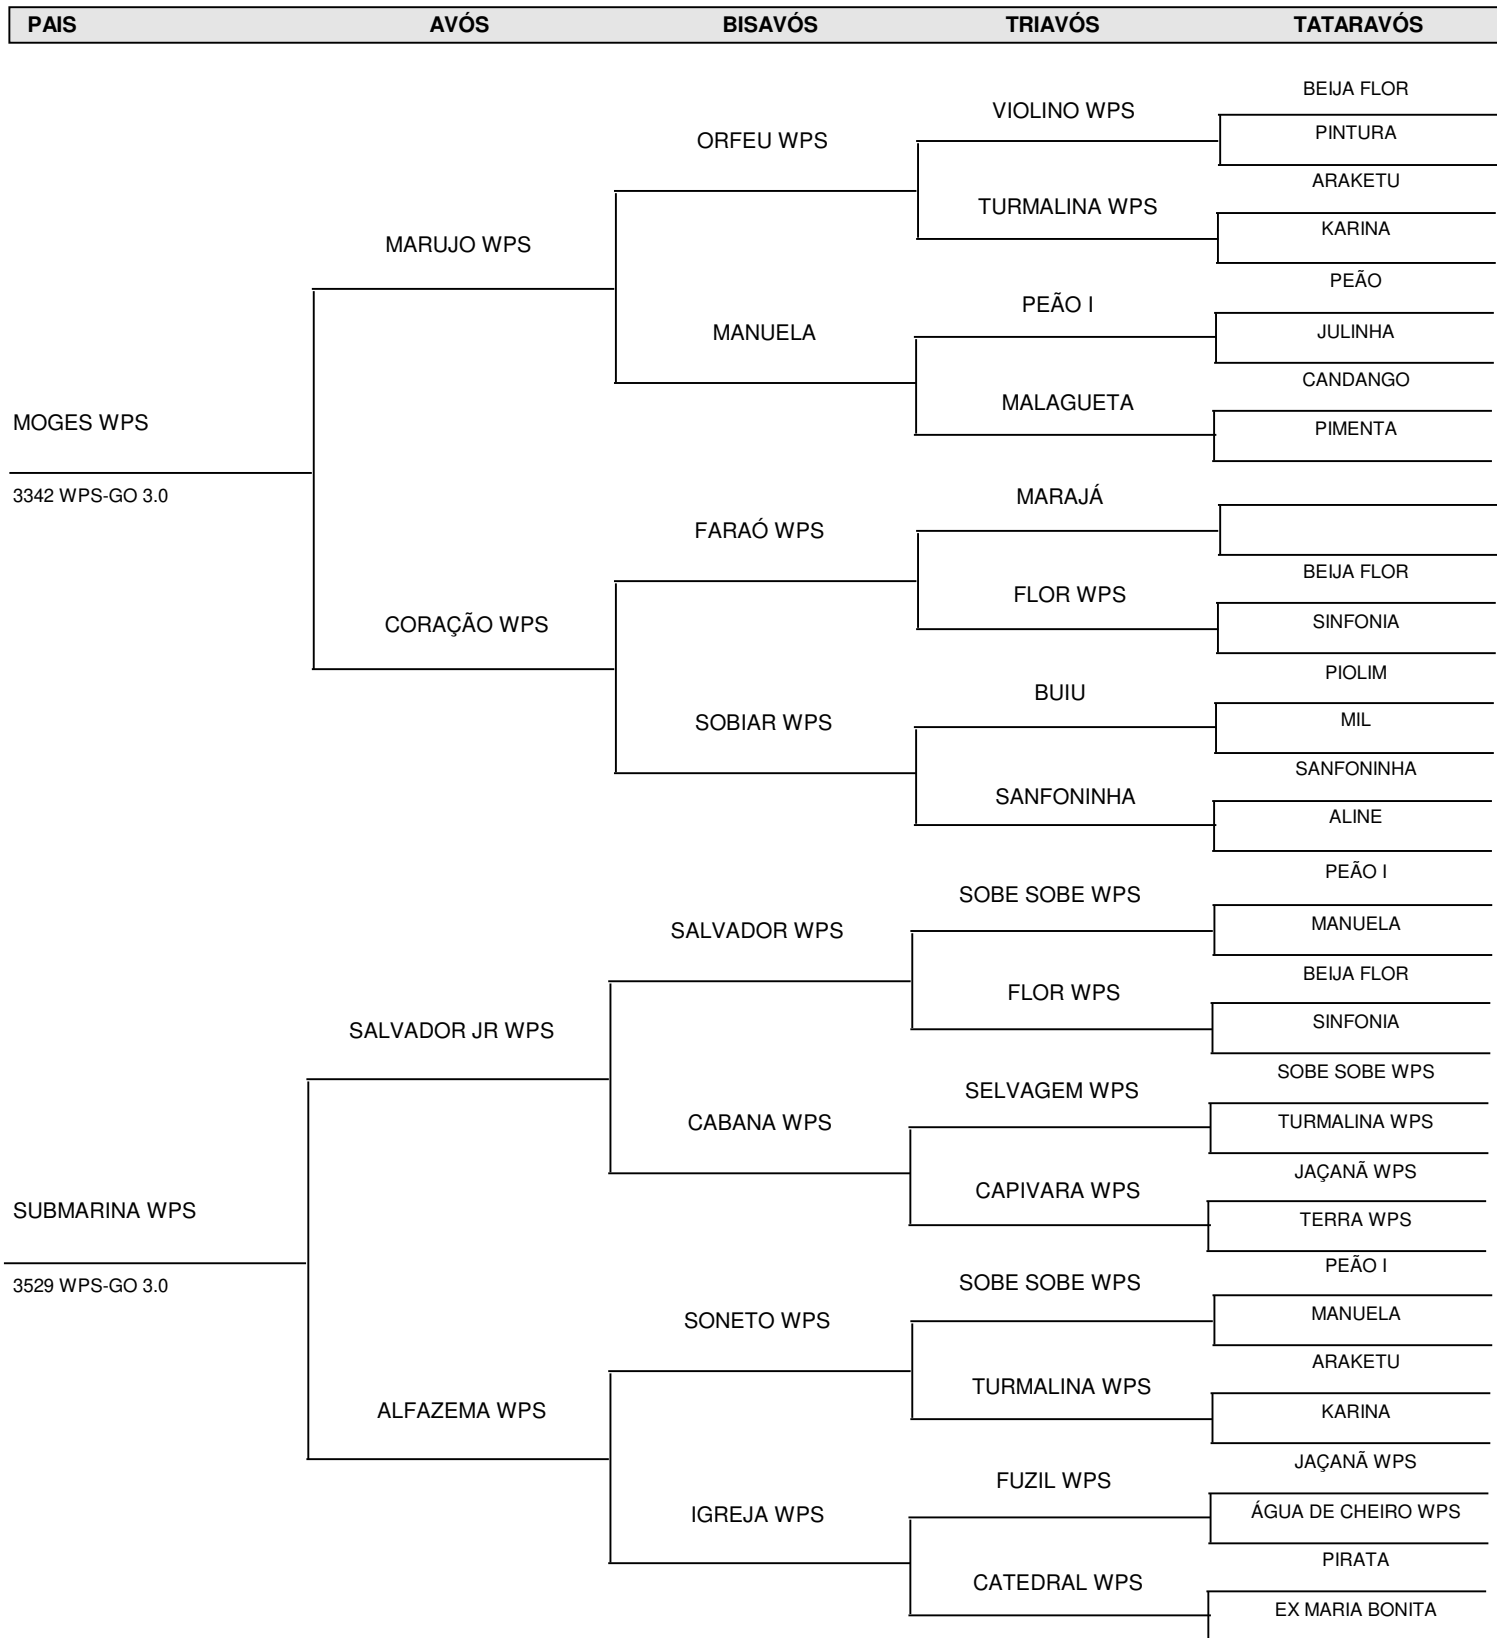 PAIS AVÓS BISAVÓS TRIAVÓS TATARAVÓS
BEIJA FLOR
VIOLINO WPS
PINTURA
ORFEU WPS
ARAKETU
TURMALINA WPS
KARINA
MARUJO WPS
PEÃO
PEÃO I
JULINHA
MANUELA
CANDANGO
MALAGUETA
MOGES WPS
PIMENTA
3342 WPS-GO 3.0
MARAJÁ
FARAÓ WPS
BEIJA FLOR
FLOR WPS
SINFONIA
CORAÇÃO WPS
PIOLIM
BUIU
MIL
SOBIAR WPS
SANFONINHA
SANFONINHA
ALINE
PEÃO I
SOBE SOBE WPS
MANUELA
SALVADOR WPS
BEIJA FLOR
FLOR WPS
SINFONIA
SALVADOR JR WPS
SOBE SOBE WPS
SELVAGEM WPS
TURMALINA WPS
CABANA WPS
JAÇANÃ WPS
CAPIVARA WPS
SUBMARINA WPS
TERRA WPS
PEÃO I
3529 WPS-GO 3.0
SOBE SOBE WPS
MANUELA
SONETO WPS
ARAKETU
TURMALINA WPS
KARINA
ALFAZEMA WPS
JAÇANÃ WPS
FUZIL WPS
ÁGUA DE CHEIRO WPS
IGREJA WPS
PIRATA
CATEDRAL WPS
EX MARIA BONITA